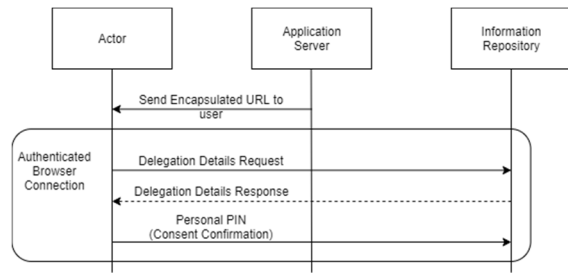 Actor
Application
Server
Information
Repository
Send Encapsulated URL to
user
Authenticated
Browser
Connection
Delegation Details Request
Delegation Details Response
Personal PIN
(Consent Confirmation)